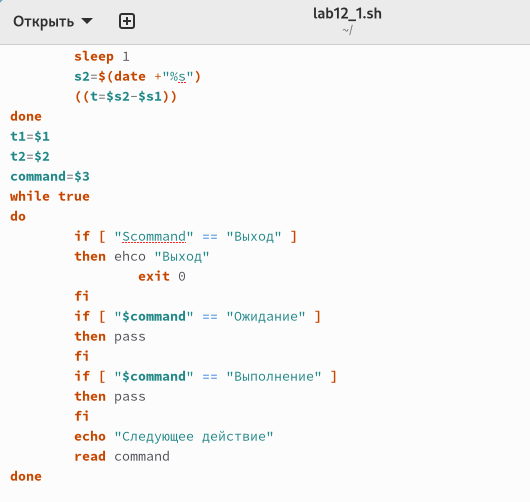 Открыть
lab12_1.sh
~/
sleep 1
s2=$(date +"%s")
((t=$s2-$s1))
done
t1=$1
t2=$2
command=$3
while true
do
if [ "Scommand" == "Выход" ]
then ehco "Выход"
exit 0
fi
if [ "$command" == "Ожидание" ]
then pass
fi
if [ "$command" == "Выполнение" ]
then pass
fi
echo "Следующее действие"
read command
done